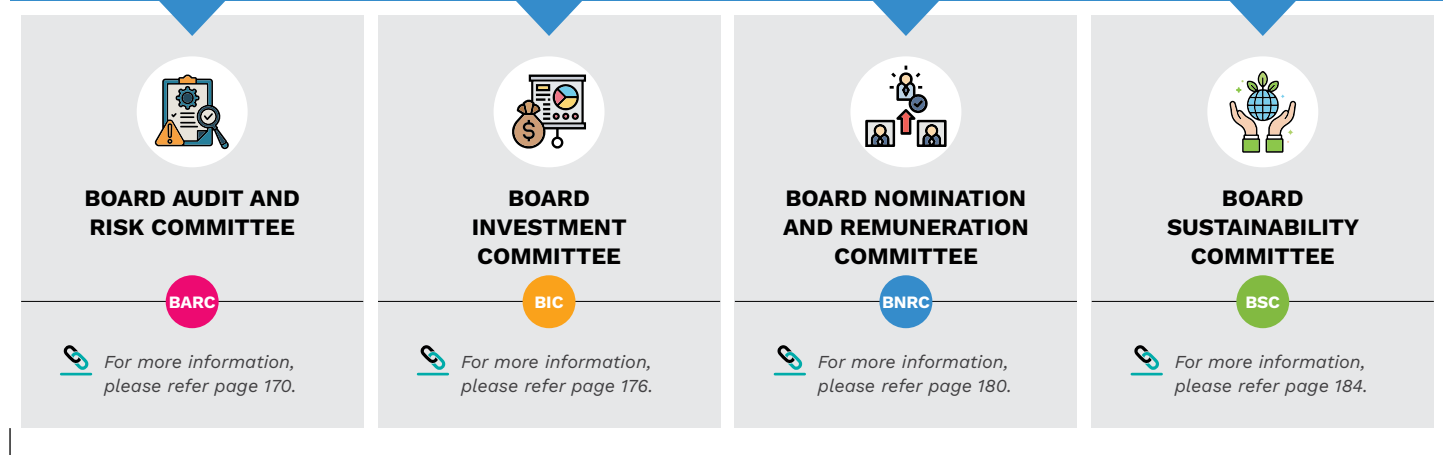 BOARD AUDIT AND
RISK COMMITTEE
BARC
For more information,
please refer page 170.
BOARD
INVESTMENT
COMMITTEE
BIC
For more information,
please refer page 176.
BOARD NOMINATION
AND REMUNERATION
COMMITTEE
BNRC
For more information,
please refer page 180.
BOARD
SUSTAINABILITY
COMMITTEE
BSC
For more information,
please refer page 184.